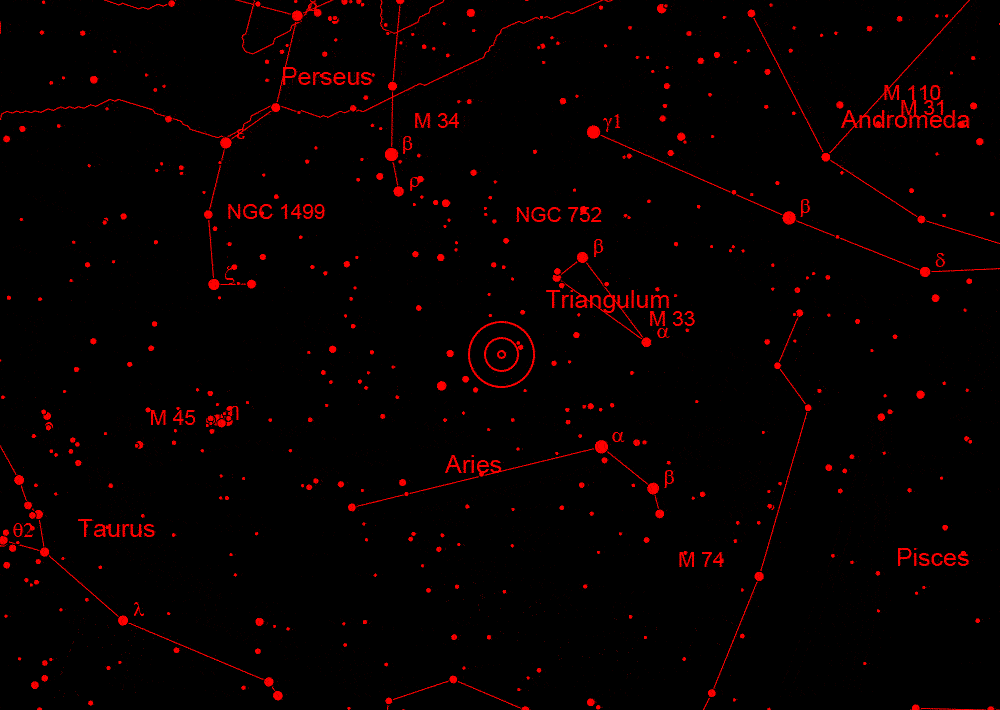 α
Perseus
M 110
M 31
Andromeda
M 34
γ1
ε
β
ρ
NGC 1499
NGC 752
β
β
δ
ζ
Triangulum
M 33
α
M 45
η
α
Aries
β
θ2
Taurus
M 74
Pisces
λ